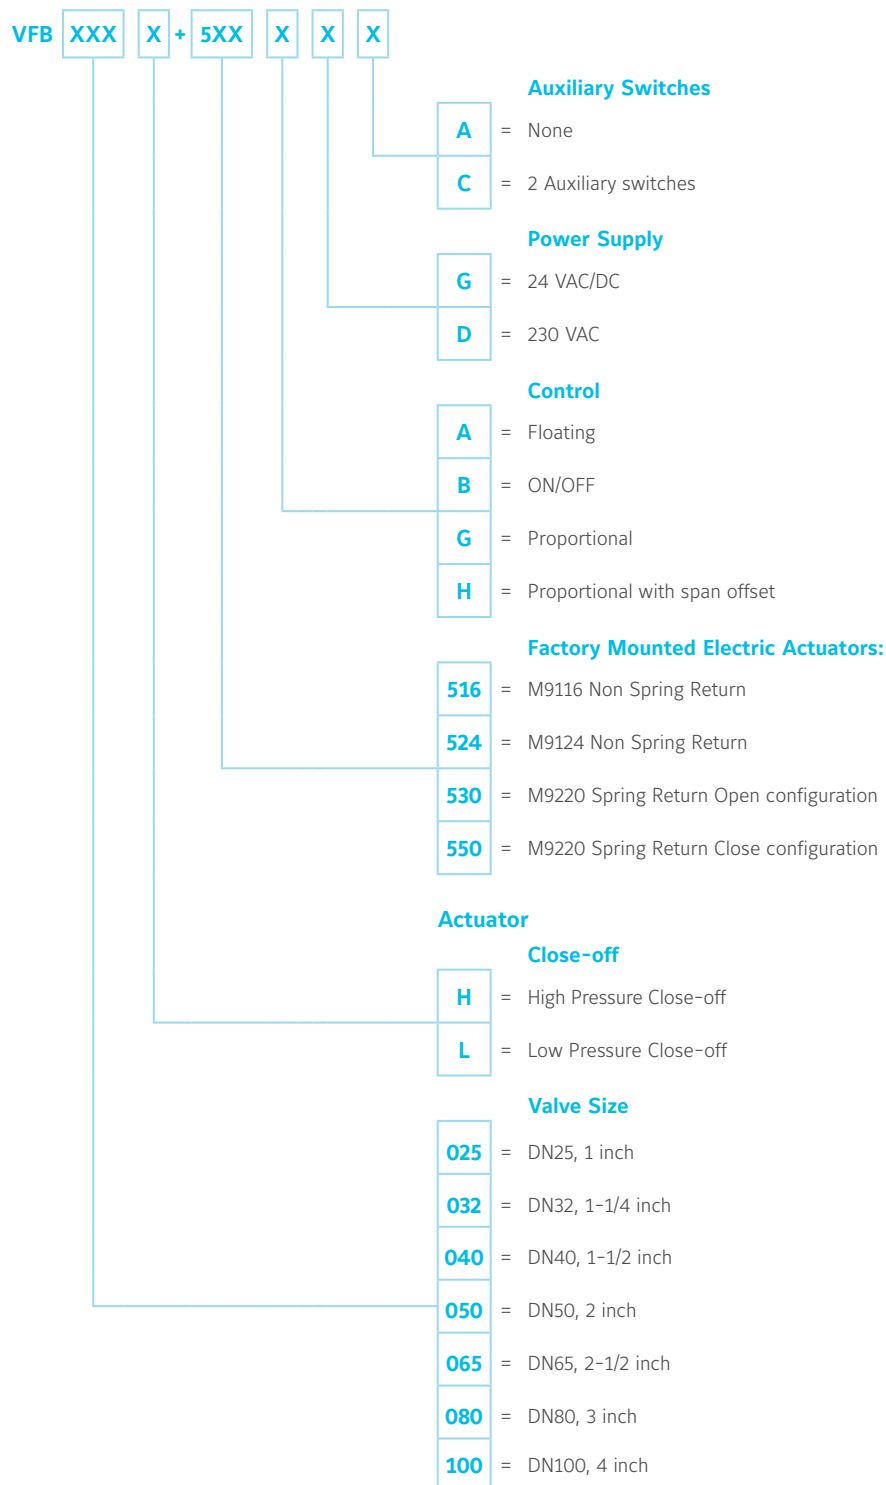 VFB XXX X + 5XX X X X
Auxiliary Switches
A = None
C = 2 Auxiliary switches
Power Supply
G = 24 VAC/DC
D = 230 VAC
Control
A = Floating
B = ON/OFF
G = Proportional
H = Proportional with span offset
Factory Mounted Electric Actuators:
516 = M9116 Non Spring Return
524 = M9124 Non Spring Return
530 = M9220 Spring Return Open configuration
550 = M9220 Spring Return Close configuration
Actuator
Close-off
H = High Pressure Close-off
L = Low Pressure Close-off
Valve Size
025 = DN25, 1 inch
032 = DN32, 1-1/4 inch
040 = DN40, 1-1/2 inch
050 = DN50, 2 inch
065 = DN65, 2-1/2 inch
080 = DN80, 3 inch
100 = DN100, 4 inch